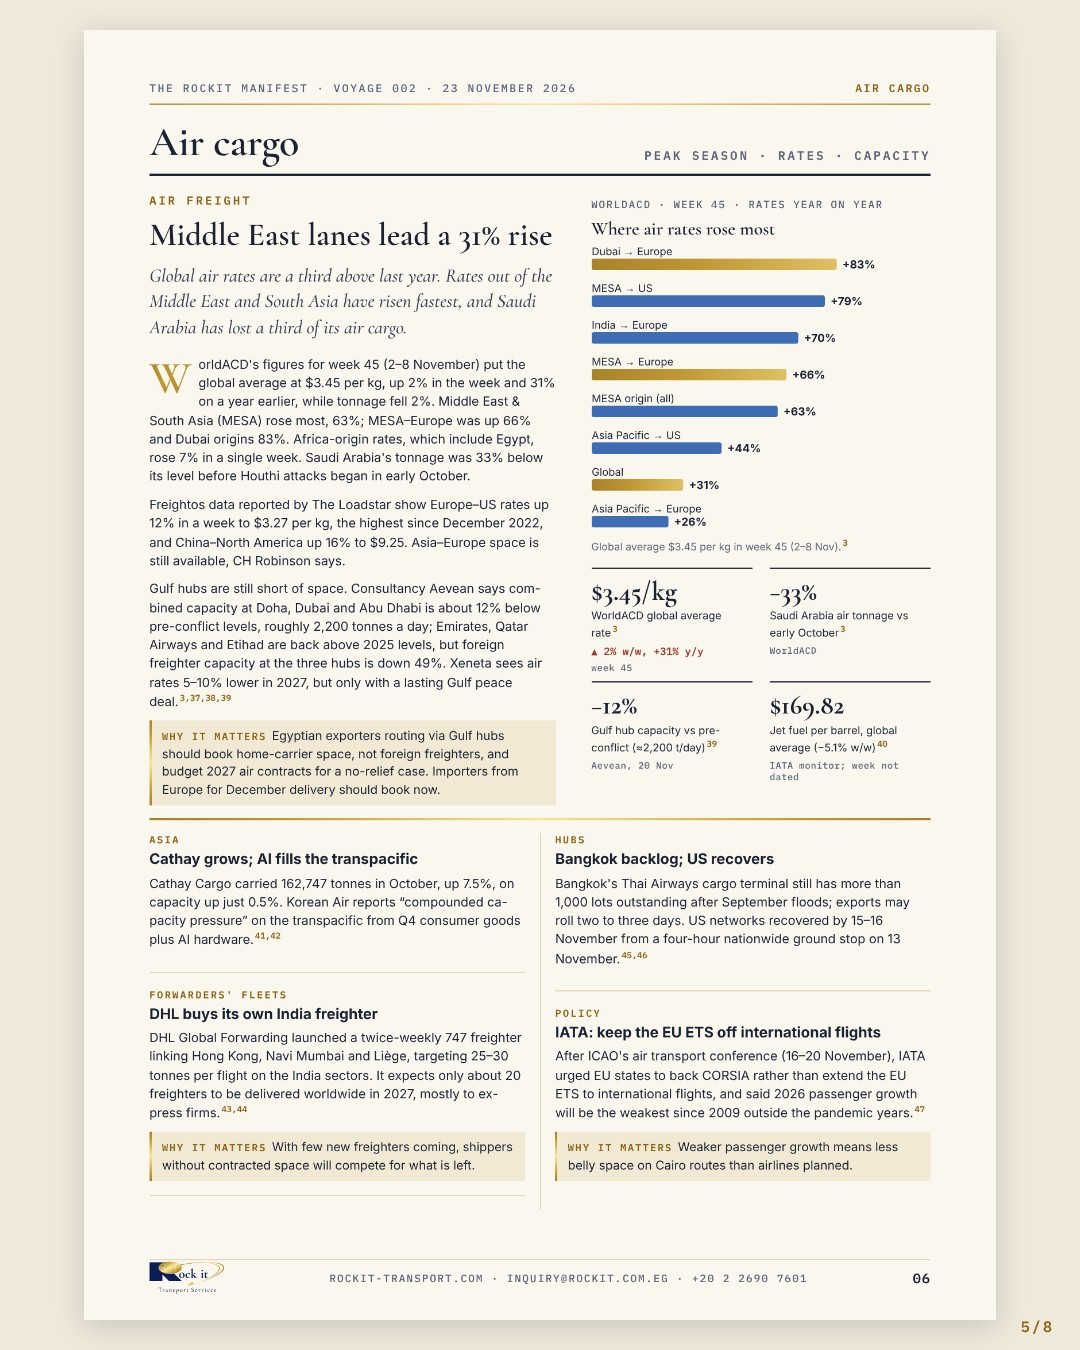 THE ROCKIT MANIFEST · VOYAGE 002 · 23 NOVEMBER 2026
AIR CARGO
Air cargo
PEAK SEASON · RATES · CAPACITY
AIR FREIGHT
Middle East lanes lead a 31% rise
Global air rates are a third above last year. Rates out of the
Middle East and South Asia have risen fastest, and Saudi
Arabia has lost a third of its air cargo.
WorldACD's figures for week 45 (2–8 November) put the
global average at $3.45 per kg, up 2% in the week and 31%
on a year earlier, while tonnage fell 2%. Middle East &
South Asia (MESA) rose most, 63%; MESA–Europe was up 66%
and Dubai origins 83%. Africa-origin rates, which include Egypt,
rose 7% in a single week. Saudi Arabia's tonnage was 33% below
its level before Houthi attacks began in early October.
Freightos data reported by The Loadstar show Europe–US rates up
12% in a week to $3.27 per kg, the highest since December 2022,
and China–North America up 16% to $9.25. Asia–Europe space is
still available, CH Robinson says.
Gulf hubs are still short of space. Consultancy Aevean says com-
bined capacity at Doha, Dubai and Abu Dhabi is about 12% below
pre-conflict levels, roughly 2,200 tonnes a day; Emirates, Qatar
Airways and Etihad are back above 2025 levels, but foreign
freighter capacity at the three hubs is down 49%. Xeneta sees air
rates 5–10% lower in 2027, but only with a lasting Gulf peace
deal.3,37,38,39
WHY IT MATTERS Egyptian exporters routing via Gulf hubs
should book home-carrier space, not foreign freighters, and
budget 2027 air contracts for a no-relief case. Importers from
Europe for December delivery should book now.
WORLDACD · WEEK 45 · RATES YEAR ON YEAR
Where air rates rose most
Dubai → Europe
+83%
MESA → US
+79%
India → Europe
+70%
MESA → Europe
+66%
MESA origin (all)
+63%
Asia Pacific → US
+44%
Global
+31%
Asia Pacific → Europe
+26%
Global average $3.45 per kg in week 45 (2–8 Nov).3
$3.45/kg
WorldACD global average
rate3
▲ 2% w/w, +31% y/y
week 45
−33%
Saudi Arabia air tonnage vs
early October3
WorldACD
−12%
Gulf hub capacity vs pre-
conflict (≈2,200 t/day)39
Aevean, 20 Nov
$169.82
Jet fuel per barrel, global
average (−5.1% w/w)40
IATA monitor; week not
dated
ASIA
Cathay grows; AI fills the transpacific
Cathay Cargo carried 162,747 tonnes in October, up 7.5%, on
capacity up just 0.5%. Korean Air reports “compounded ca-
pacity pressure” on the transpacific from Q4 consumer goods
plus AI hardware.41,42
FORWARDERS' FLEETS
DHL buys its own India freighter
DHL Global Forwarding launched a twice-weekly 747 freighter
linking Hong Kong, Navi Mumbai and Liège, targeting 25–30
tonnes per flight on the India sectors. It expects only about 20
freighters to be delivered worldwide in 2027, mostly to ex-
press firms.43,44
WHY IT MATTERS With few new freighters coming, shippers
without contracted space will compete for what is left.
HUBS
Bangkok backlog; US recovers
Bangkok's Thai Airways cargo terminal still has more than
1,000 lots outstanding after September floods; exports may
roll two to three days. US networks recovered by 15–16
November from a four-hour nationwide ground stop on 13
November.45,46
POLICY
IATA: keep the EU ETS off international flights
After ICAO's air transport conference (16–20 November), IATA
urged EU states to back CORSIA rather than extend the EU
ETS to international flights, and said 2026 passenger growth
will be the weakest since 2009 outside the pandemic years.47
WHY IT MATTERS Weaker passenger growth means less
belly space on Cairo routes than airlines planned.
Rock it
Transport Services
ROCKIT-TRANSPORT.COM · INQUIRY@ROCKIT.COM.EG · +20 2 2690 7601
06
5/8